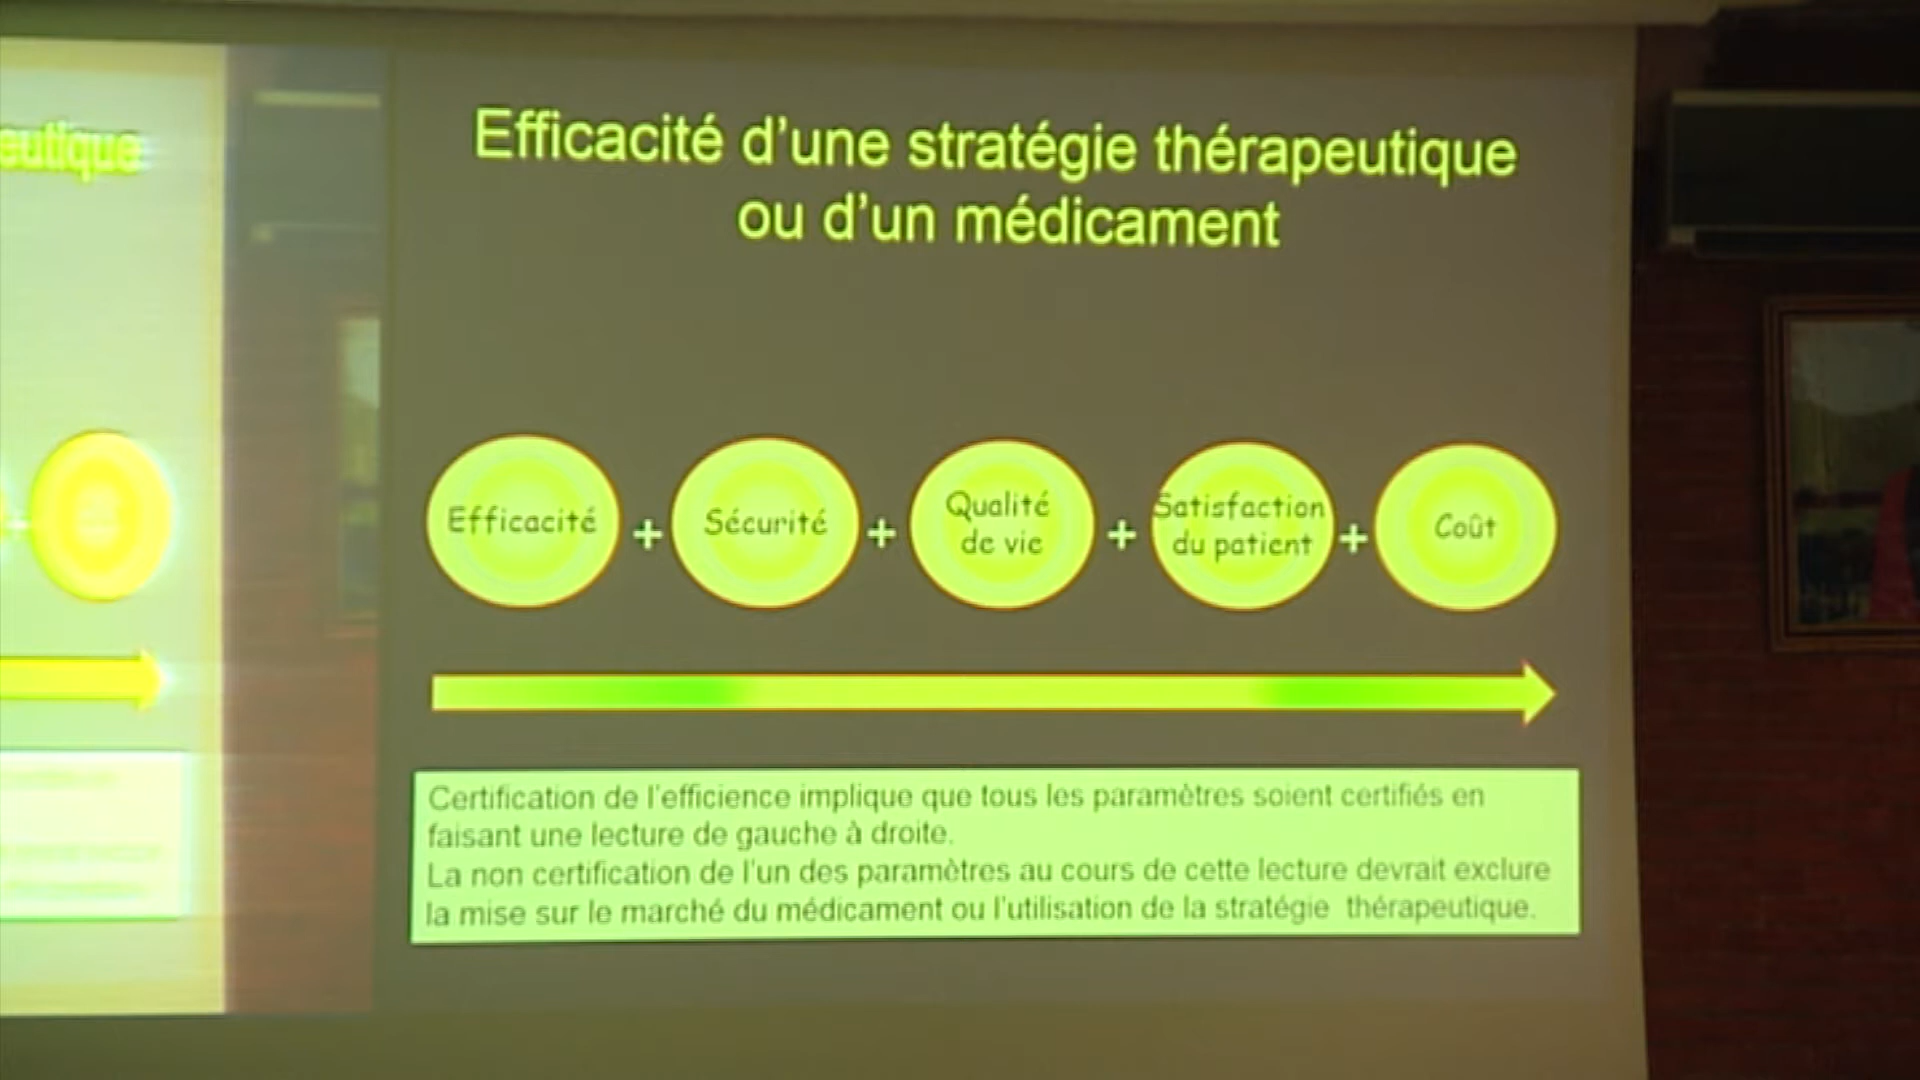 eutique
Efficacité d'une stratégie thérapeutique
ou d'un médicament
Efficacité + Sécurité + Qualité de vie + Satisfaction du patient + Coût
Certification de l'efficience implique que tous les paramètres soient certifiés en
faisant une lecture de gauche à droite.
La non certification de l'un des paramètres au cours de cette lecture devrait exclure
la mise sur le marché du médicament ou l'utilisation de la stratégie thérapeutique.